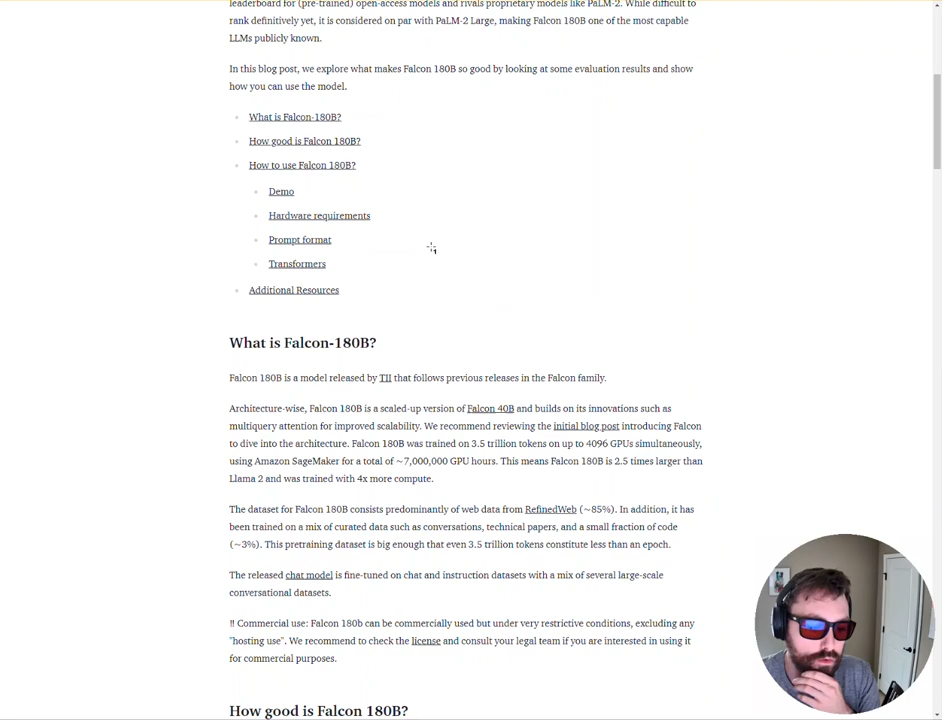 leaderboard for (pre-trained) open-access models and rivals proprietary models like PaLM-2. While difficult to
rank definitively yet, it is considered on par with PaLM-2 Large, making Falcon 180B one of the most capable
LLMs publicly known.
In this blog post, we explore what makes Falcon 180B so good by looking at some evaluation results and show
how you can use the model.
What is Falcon-180B?
How good is Falcon 180B?
How to use Falcon 180B?
Demo
Hardware requirements
Prompt format
Transformers
Additional Resources
What is Falcon-180B?
Falcon 180B is a model released by TII that follows previous releases in the Falcon family.
Architecture-wise, Falcon 180B is a scaled-up version of Falcon 40B and builds on its innovations such as
multiquery attention for improved scalability. We recommend reviewing the initial blog post introducing Falcon
to dive into the architecture. Falcon 180B was trained on 3.5 trillion tokens on up to 4096 GPUs simultaneously,
using Amazon SageMaker for a total of ~7,000,000 GPU hours. This means Falcon 180B is 2.5 times larger than
Llama 2 and was trained with 4x more compute.
The dataset for Falcon 180B consists predominantly of web data from RefinedWeb (~85%). In addition, it has
been trained on a mix of curated data such as conversations, technical papers, and a small fraction of code
(~3%). This pretraining dataset is big enough that even 3.5 trillion tokens constitute less than an epoch.
The released chat model is fine-tuned on chat and instruction datasets with a mix of several large-scale
conversational datasets.
‼ Commercial use: Falcon 180b can be commercially used but under very restrictive conditions, excluding any
"hosting use". We recommend to check the license and consult your legal team if you are interested in using it
for commercial purposes.
How good is Falcon 180B?